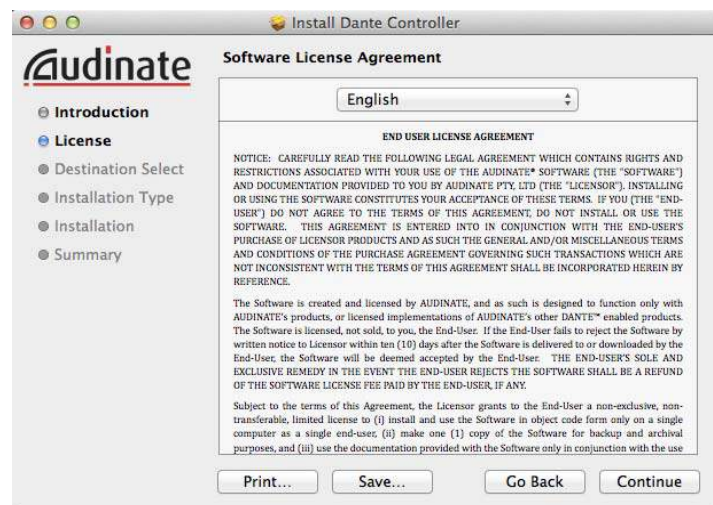 Install Dante Controller
Audinate
Software License Agreement
Introduction
License
Destination Select
Installation Type
Installation
Summary
English
END USER LICENSE AGREEMENT
NOTICE: CAREFULLY READ THE FOLLOWING LEGAL AGREEMENT WHICH CONTAINS RIGHTS AND
RESTRICTIONS ASSOCIATED WITH YOUR USE OF THE AUDINATE® SOFTWARE (THE "SOFTWARE")
AND DOCUMENTATION PROVIDED TO YOU BY AUDINATE PTY, LTD (THE "LICENSOR"). INSTALLING
OR USING THE SOFTWARE CONSTITUTES YOUR ACCEPTANCE OF THESE TERMS. IF YOU (THE "END-
USER") DO NOT AGREE TO THE TERMS OF THIS AGREEMENT, DO NOT INSTALL OR USE THE
SOFTWARE. THIS AGREEMENT IS ENTERED INTO IN CONJUNCTION WITH THE END-USER'S
PURCHASE OF LICENSOR PRODUCTS AND AS SUCH THE GENERAL AND/OR MISCELLANEOUS TERMS
AND CONDITIONS OF THE PURCHASE AGREEMENT GOVERNING SUCH TRANSACTIONS WHICH ARE
NOT INCONSISTENT WITH THE TERMS OF THIS AGREEMENT SHALL BE INCORPORATED HEREIN BY
REFERENCE.
The Software is created and licensed by AUDINATE, and as such is designed to function only with
AUDINATE's products, or licensed implementations of AUDINATE's other DANTE™ enabled products.
The Software is licensed, not sold, to you, the End-User. If the End-User fails to reject the Software by
written notice to Licensor within ten (10) days after the Software is delivered to or downloaded by the
End-User, the Software will be deemed accepted by the End-User. THE END-USER'S SOLE AND
EXCLUSIVE REMEDY IN THE EVENT THE END-USER REJECTS THE SOFTWARE SHALL BE A REFUND
OF THE SOFTWARE LICENSE FEE PAID BY THE END-USER, IF ANY.
Subject to the terms of this Agreement, the Licensor grants to the End-User a non-exclusive, non-
transferable, limited license to (i) install and use the Software in object code form only on a single
computer as a single end-user, (ii) make one (1) copy of the Software for backup and archival
purposes, and (iii) use the documentation provided with the Software only in conjunction with the use
Print...
Save...
Go Back
Continue